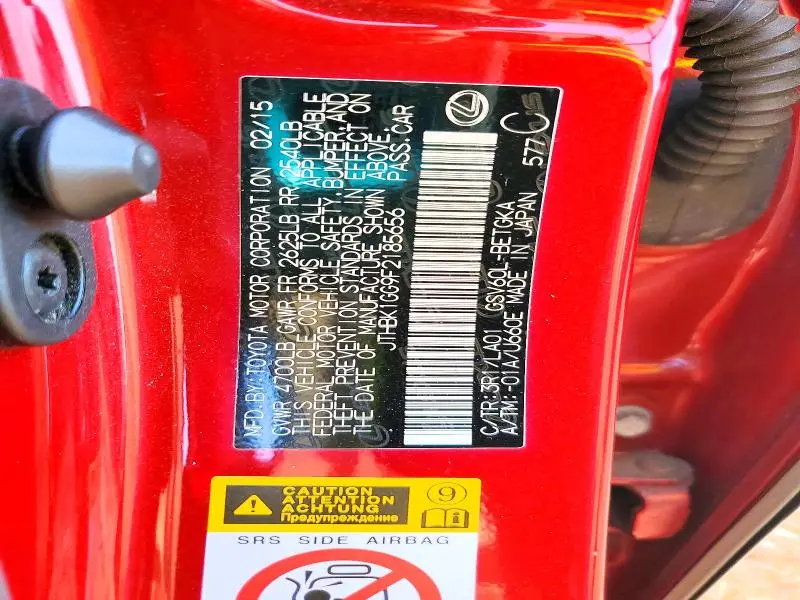 MFD. BY: TOYOTA MOTOR CORPORATION 02/15
GVWR 4700LB GAWR FR 2625LB RR 2540LB
THIS VEHICLE CONFORMS TO ALL APPLICABLE
FEDERAL MOTOR VEHICLE SAFETY, BUMPER, AND
THEFT PREVENTION STANDARDS IN EFFECT ON
THE DATE OF MANUFACTURE SHOWN ABOVE.
JTHBK1GG9F2185656 PASS. CAR
C/TR: 3R1/LA01 GSV60L-BETGKA
A/TM: -01A/U660E MADE IN JAPAN 577
US
CAUTION
ATTENTION
ACHTUNG
Предупреждение
9
i
SRS SIDE AIRBAG